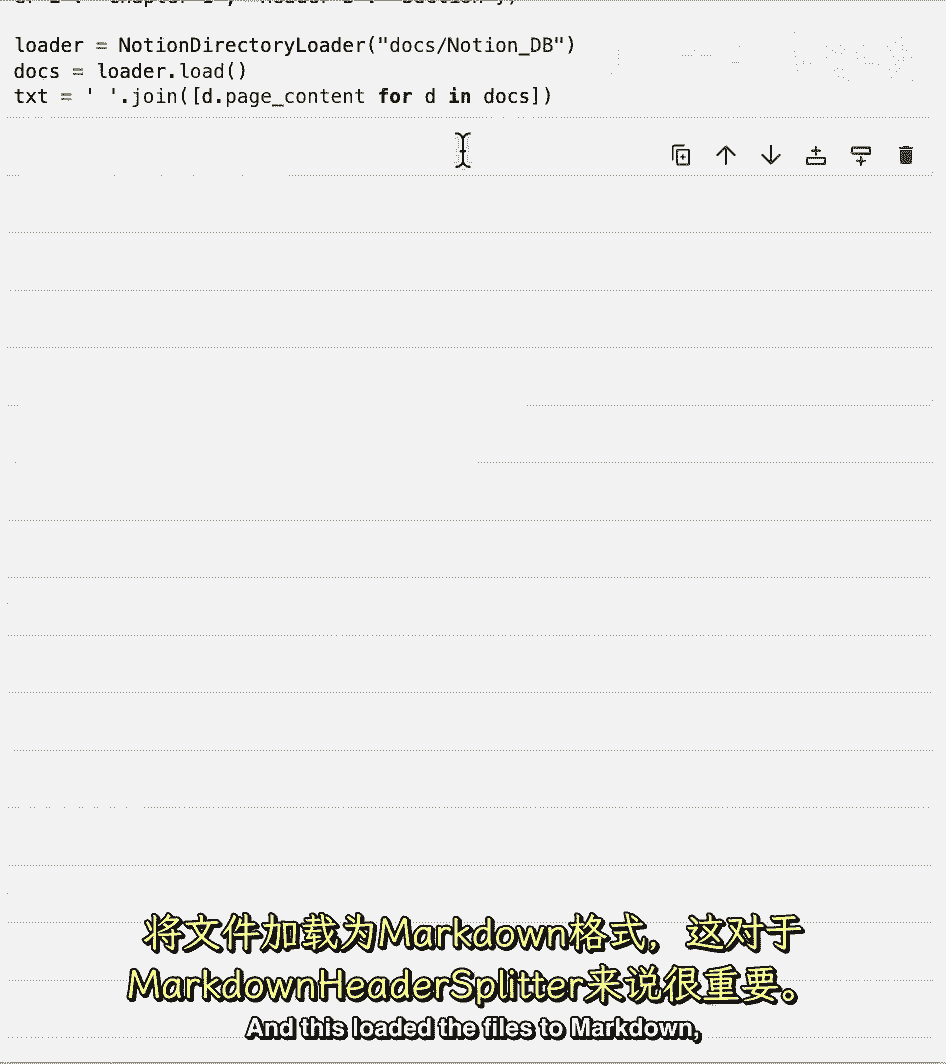 loader = NotionDirectoryLoader("docs/Notion_DB")
docs = loader.load()
txt = ' '.join([d.page_content for d in docs])
将文件加载为Markdown格式，这对于
MarkdownHeaderSplitter来说很重要。
And this loaded the files to Markdown,